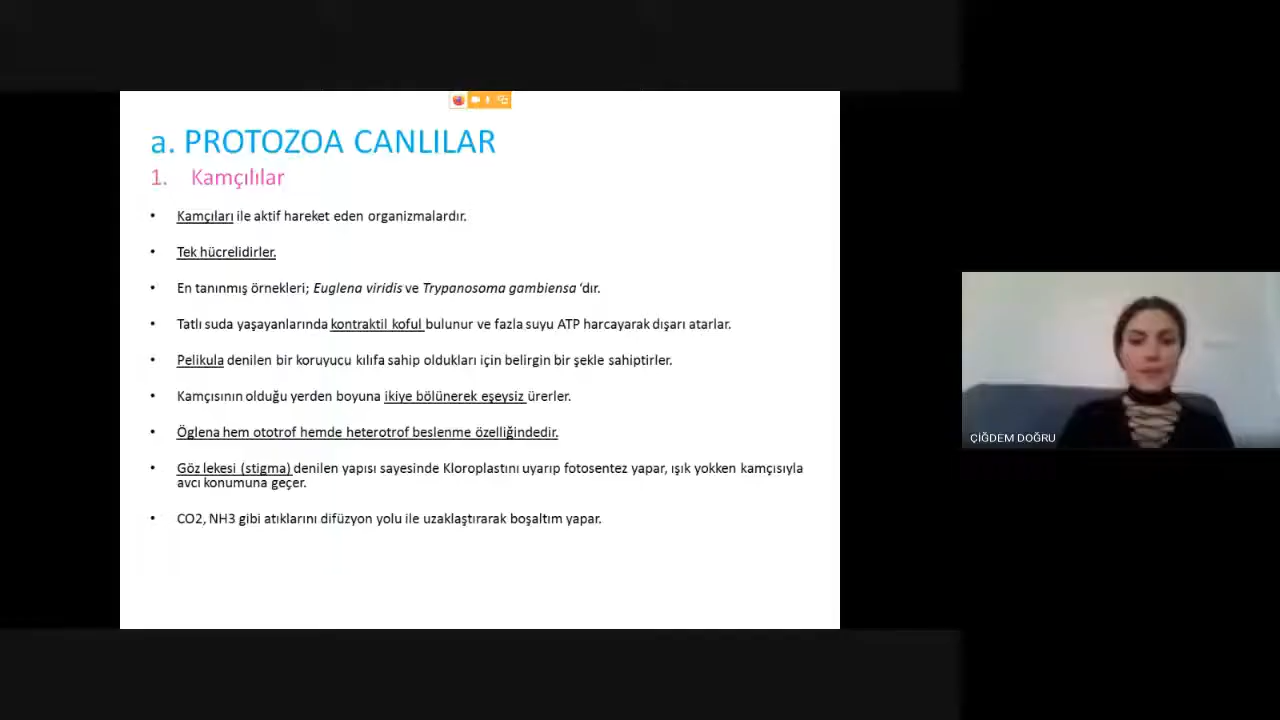 a. PROTOZOA CANLILAR
1. Kamçılılar
• Kamçıları ile aktif hareket eden organizmalardır.
• Tek hücrelidirler.
• En tanınmış örnekleri; Euglena viridis ve Trypanosoma gambiensa ‘dır.
• Tatlı suda yaşayanlarında kontraktil koful bulunur ve fazla suyu ATP harcayarak dışarı atarlar.
• Pelikula denilen bir koruyucu kılıfa sahip oldukları için belirgin bir şekle sahiptirler.
• Kamçısının olduğu yerden boyuna ikiye bölünerek eşeysiz ürerler.
• Öglena hem ototrof hemde heterotrof beslenme özelliğindedir.
• Göz lekesi (stigma) denilen yapısı sayesinde Kloroplastını uyarıp fotosentez yapar, ışık yokken kamçısıyla
avcı konumuna geçer.
• CO2, NH3 gibi atıklarını difüzyon yolu ile uzaklaştırarak boşaltım yapar.
ÇİĞDEM DOĞRU